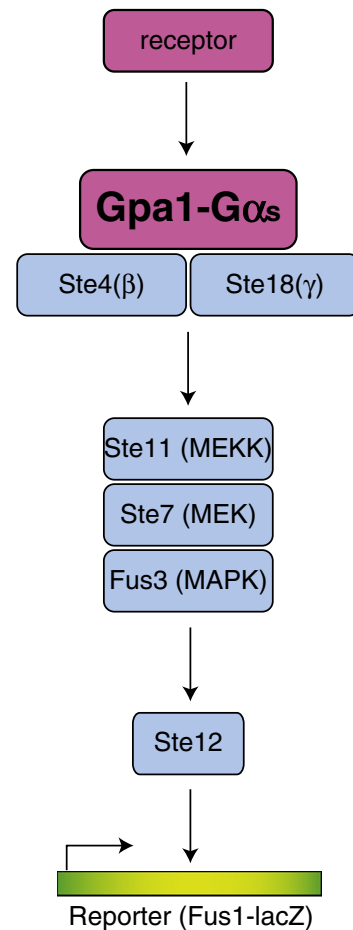 receptor
Gpa1-Gαs
Ste4(β) Ste18(γ)
Ste11 (MEKK)
Ste7 (MEK)
Fus3 (MAPK)
Ste12
Reporter (Fus1-lacZ)